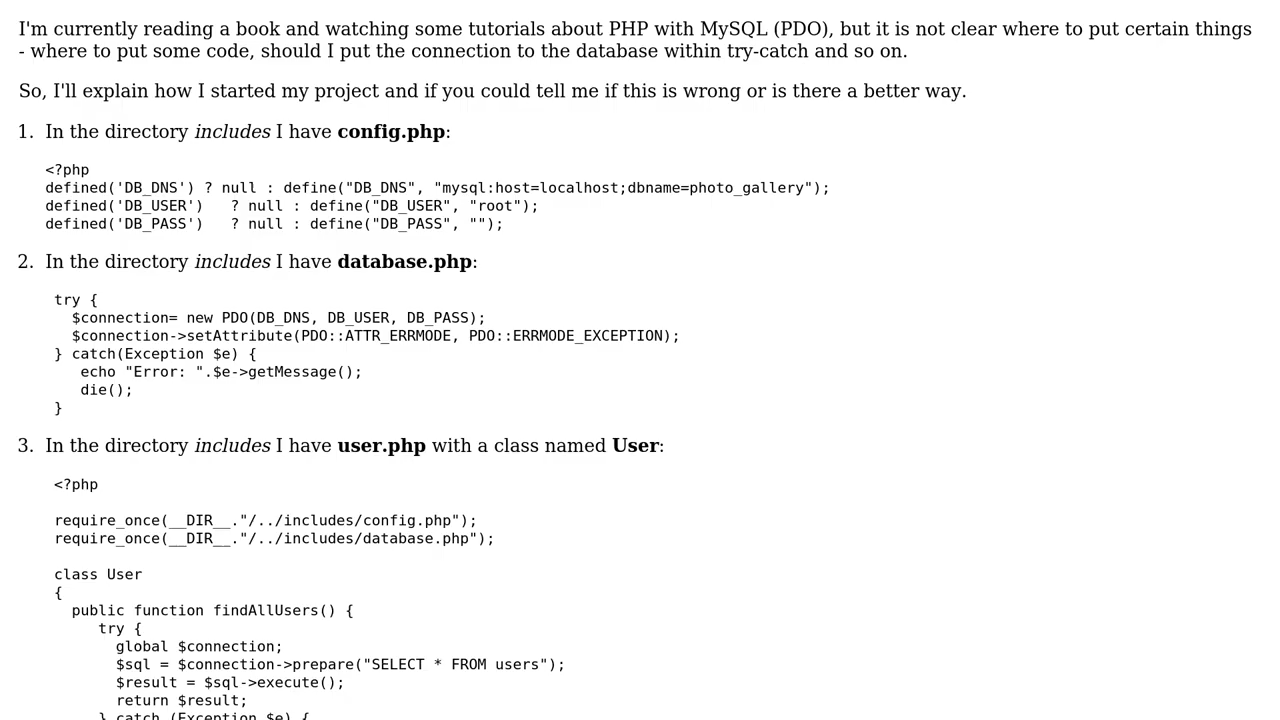 I'm currently reading a book and watching some tutorials about PHP with MySQL (PDO), but it is not clear where to put certain things
- where to put some code, should I put the connection to the database within try-catch and so on.
So, I'll explain how I started my project and if you could tell me if this is wrong or is there a better way.
1. In the directory includes I have config.php:
<?php
defined('DB_DNS') ? null : define("DB_DNS", "mysql:host=localhost;dbname=photo_gallery");
defined('DB_USER')   ? null : define("DB_USER", "root");
defined('DB_PASS')   ? null : define("DB_PASS", "");
2. In the directory includes I have database.php:
try {
  $connection= new PDO(DB_DNS, DB_USER, DB_PASS);
  $connection->setAttribute(PDO::ATTR_ERRMODE, PDO::ERRMODE_EXCEPTION);
} catch(Exception $e) {
   echo "Error: ".$e->getMessage();
   die();
}
3. In the directory includes I have user.php with a class named User:
<?php
require_once(__DIR__."/../includes/config.php");
require_once(__DIR__."/../includes/database.php");
class User
{
  public function findAllUsers() {
     try {
       global $connection;
       $sql = $connection->prepare("SELECT * FROM users");
       $result = $sql->execute();
       return $result;
     } catch (Exception $e) {